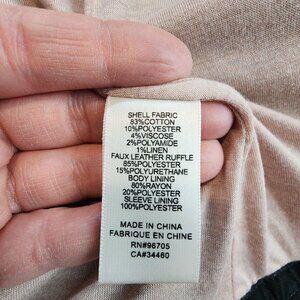 SHELL FABRIC
83%COTTON
10%POLYESTER
4%VISCOSE
2%POLYAMIDE
1%LINEN
FAUX LEATHER RUFFLE
85%POLYESTER
15%POLYURETHANE
BODY LINING
80%RAYON
20%POLYESTER
SLEEVE LINING
100%POLYESTER
MADE IN CHINA
FABRIQUE EN CHINE
RN#96705
CA#34460